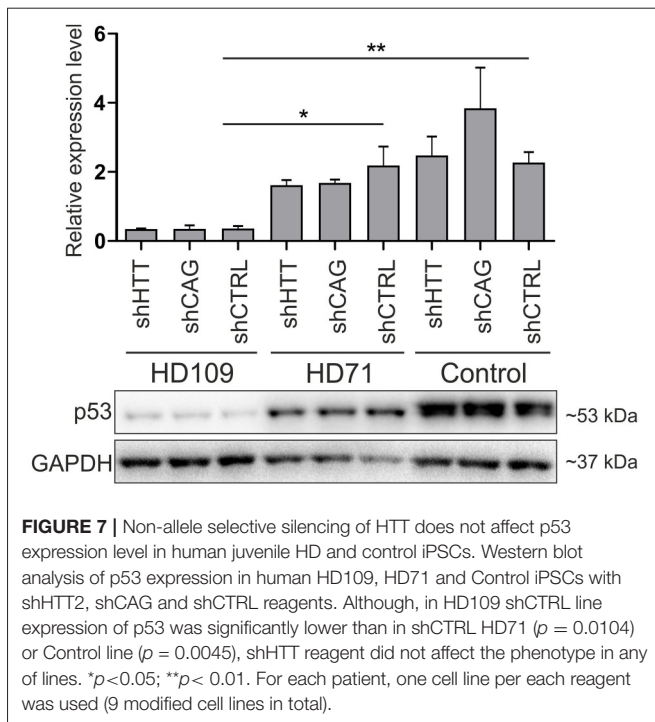 6
**
4
*
2
0
Relative expression level
shHTT shCAG shCTRL shHTT shCAG shCTRL shHTT shCAG shCTRL
HD109 HD71 Control
p53 ~53 kDa
GAPDH ~37 kDa
FIGURE 7 | Non-allele selective silencing of HTT does not affect p53
expression level in human juvenile HD and control iPSCs. Western blot
analysis of p53 expression in human HD109, HD71 and Control iPSCs with
shHTT2, shCAG and shCTRL reagents. Although, in HD109 shCTRL line
expression of p53 was significantly lower than in shCTRL HD71 (p = 0.0104)
or Control line (p = 0.0045), shHTT reagent did not affect the phenotype in any
of lines. *p<0.05; **p< 0.01. For each patient, one cell line per each reagent
was used (9 modified cell lines in total).